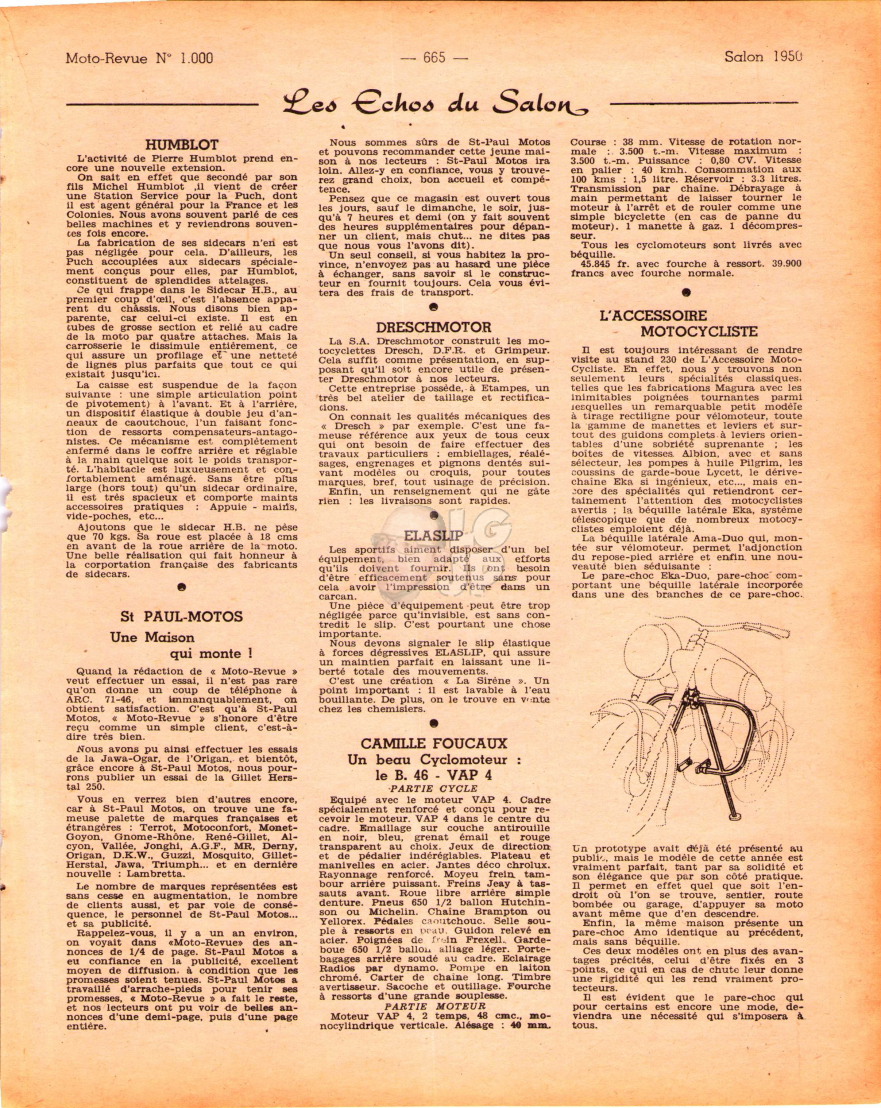 Moto-Revue N° 1.000
— 665 —
Salon 1950
Les Echos du Salon
HUMBLOT
L'activité de Pierre Humblot prend en-
core une nouvelle extension.
On sait en effet que secondé par son
fils Michel Humblot ,il vient de créer
une Station Service pour la Puch, dont
il est agent général pour la France et les
Colonies. Nous avons souvent parlé de ces
belles machines et y reviendrons souven-
tes fois encore.
La fabrication de ses sidecars n'en est
pas négligée pour cela. D'ailleurs, les
Puch accouplées aux sidecars spéciale-
ment conçus pour elles, par Humblot,
constituent de splendides attelages.
Ce qui frappe dans le Sidecar H.B., au
premier coup d'œil, c'est l'absence appa-
rent du châssis. Nous disons bien ap-
parente, car celui-ci existe. Il est en
tubes de grosse section et relié au cadre
de la moto par quatre attaches. Mais la
carrosserie le dissimule entièrement, ce
qui assure un profilage et une netteté
de lignes plus parfaits que tout ce qui
existait jusqu'ici.
La caisse est suspendue de la façon
suivante : une simple articulation point
de pivotement) à l'avant. Et à l'arrière,
un dispositif élastique à double jeu d'an-
neaux de caoutchouc, l'un faisant fonc-
tion de ressorts compensateurs-antago-
nistes. Ce mécanisme est complètement
enfermé dans le coffre arrière et réglable
à la main quelque soit le poids transpor-
té. L'habitacle est luxueusement et con-
fortablement aménagé. Sans être plus
large (hors tout) qu'un sidecar ordinaire,
il est très spacieux et comporte maints
accessoires pratiques : Appuie - mains,
vide-poches, etc...
Ajoutons que le sidecar H.B. ne pèse
que 70 kgs. Sa roue est placée à 18 cms
en avant de la roue arrière de la moto.
Une belle réalisation qui fait honneur à
la corporation française des fabricants
de sidecars.
St PAUL-MOTOS
Une Maison
qui monte !
Quand la rédaction de « Moto-Revue »
veut effectuer un essai, il n'est pas rare
qu'on donne un coup de téléphone à
ARC. 71-46, et immanquablement, on
obtient satisfaction. C'est qu'à St-Paul
Motos, « Moto-Revue » s'honore d'être
reçu comme un simple client, c'est-à-
dire très bien.
Nous avons pu ainsi effectuer les essais
de la Jawa-Ogar, de l'Origan, et bientôt,
grâce encore à St-Paul Motos, nous pour-
rons publier un essai de la Gillet Hers-
tal 250.
Vous en verrez bien d'autres encore,
car à St-Paul Motos, on trouve une fa-
meuse palette de marques françaises et
étrangères : Terrot, Motoconfort, Monet-
Goyon, Gnome-Rhône, René-Gillet, Al-
cyon, Vallée, Jonghi, A.G.F., MR, Derny,
Origan, D.K.W., Guzzi, Mosquito, Gillet-
Herstal, Jawa, Triumph... et en dernière
nouvelle : Lambretta.
Le nombre de marques représentées est
sans cesse en augmentation, le nombre
de clients aussi, et par voie de consé-
quence, le personnel de St-Paul Motos...
et sa publicité.
Rappelez-vous, il y a un an environ,
on voyait dans «Moto-Revue» des an-
nonces de 1/4 de page. St-Paul Motos a
eu confiance en la publicité, excellent
moyen de diffusion, à condition que les
promesses soient tenues. St-Paul Motos a
travaillé d'arrache-pieds pour tenir ses
promesses, « Moto-Revue » a fait le reste,
et nos lecteurs ont pu voir de belles an-
nonces d'une demi-page, puis d'une page
entière.
Nous sommes sûrs de St-Paul Motos
et pouvons recommander cette jeune mai-
son à nos lecteurs : St-Paul Motos ira
loin. Allez-y en confiance, vous y trouve-
rez grand choix, bon accueil et compé-
tence.
Pensez que ce magasin est ouvert tous
les jours, sauf le dimanche, le soir, jus-
qu'à 7 heures et demi (on y fait souvent
des heures supplémentaires pour dépan-
ner un client, mais chut... ne dites pas
que nous vous l'avons dit).
Un seul conseil, si vous habitez la pro-
vince, n'envoyez pas au hasard une pièce
à échanger, sans savoir si le construc-
teur en fournit toujours. Cela vous évi-
tera des frais de transport.
DRESCHMOTOR
La S.A. Dreschmotor construit les mo-
tocyclettes Dresch, D.F.R. et Grimpeur.
Cela suffit comme présentation, en sup-
posant qu'il soit encore utile de présen-
ter Dreschmotor à nos lecteurs.
Cette entreprise possède, à Etampes, un
très bel atelier de taillage et rectifica-
dions.
On connait les qualités mécaniques des
« Dresch » par exemple. C'est une fa-
meuse référence aux yeux de tous ceux
qui ont besoin de faire effectuer des
travaux particuliers : embiellages, réalé-
sages, engrenages et pignons dentés sui-
vant modèles ou croquis, pour toutes
marques, bref, tout usinage de précision.
Enfin, un renseignement qui ne gâte
rien : les livraisons sont rapides.
ELASLIP
Les sportifs aiment disposer d'un bel
équipement, bien adapté aux efforts
qu'ils doivent fournir. Ils ont besoin
d'être efficacement soutenus sans pour
cela avoir l'impression d'être dans un
carcan.
Une pièce d'équipement peut être trop
négligée parce qu'invisible, est sans con-
tredit le slip. C'est pourtant une chose
importante.
Nous devons signaler le slip élastique
à forces dégressives ELASLIP, qui assure
un maintien parfait en laissant une li-
berté totale des mouvements.
C'est une création « La Sirène ». Un
point important : il est lavable à l'eau
bouillante. De plus, on le trouve en vente
chez les chemisiers.
CAMILLE FOUCAUX
Un beau Cyclomoteur :
le B. 46 - VAP 4
PARTIE CYCLE
Equipé avec le moteur VAP 4. Cadre
spécialement renforcé et conçu pour re-
cevoir le moteur. VAP 4 dans le centre du
cadre. Emaillage sur couche antirouille
en noir, bleu, grenat émail et rouge
transparent au choix. Jeux de direction
et de pédalier indéréglables. Plateau et
manivelles en acier. Jantes déco chrolux.
Rayonnage renforcé. Moyeu frein tam-
bour arrière puissant. Freins Jeay à tas-
sauts avant. Roue libre arrière simple
denture. Pneus 650 1/2 ballon Hutchin-
son ou Michelin. Chaine Brampton ou
Yellorex. Pédales caoutchouc. Selle sou-
ple à ressorts en peau. Guidon relevé en
acier. Poignées de frein Frexell. Garde-
boue 650 1/2 ballon alliage léger. Porte-
bagages arrière soudé au cadre. Eclairage
Radios par dynamo. Pompe en laiton
chromé. Carter de chaîne long. Timbre
avertisseur. Sacoche et outillage. Fourche
à ressorts d'une grande souplesse.
PARTIE MOTEUR
Moteur VAP 4, 2 temps, 48 cmc., mo-
nocylindrique verticale. Alésage : 40 mm.
Course : 38 mm. Vitesse de rotation nor-
male : 3.500 t.-m. Vitesse maximum :
3.500 t.-m. Puissance : 0,80 CV. Vitesse
en palier : 40 kmh. Consommation aux
100 kms : 1,5 litre. Réservoir : 3.3 litres.
Transmission par chaine. Débrayage à
main permettant de laisser tourner le
moteur à l'arrêt et de rouler comme une
simple bicyclette (en cas de panne du
moteur). 1 manette à gaz. 1 décompres-
seur.
Tous les cyclomoteurs sont livrés avec
béquille.
45.845 fr. avec fourche à ressort. 39.900
francs avec fourche normale.
L'ACCESSOIRE
MOTOCYCLISTE
Il est toujours intéressant de rendre
visite au stand 230 de L'Accessoire Moto-
Cycliste. En effet, nous y trouvons non
seulement leurs spécialités classiques,
telles que les fabrications Magura avec les
inimitables poignées tournantes parmi
lesquelles un remarquable petit modèle
à tirage rectiligne pour vélomoteur, toute
la gamme de manettes et leviers et sur-
tout des guidons complets à leviers orien-
tables d'une sobriété suprenante ; les
boîtes de vitesses Albion, avec et sans
sélecteur, les pompes à huile Pilgrim, les
coussins de garde-boue Lycett, le dérive-
chaîne Eka si ingénieux, etc..., mais en-
core des spécialités qui retiendront cer-
tainement l'attention des motocyclistes
avertis ; la béquille latérale Eka, système
télescopique que de nombreux motocy-
clistes emploient déjà.
La béquille latérale Ama-Duo qui, mon-
tée sur vélomoteur. permet l'adjonction
du repose-pied arrière et enfin une nou-
veauté bien séduisante :
Le pare-choc Eka-Duo, pare-choc com-
portant une béquille latérale incorporée
dans une des branches de ce pare-choc.
Un prototype avait déjà été présenté au
public, mais le modèle de cette année est
vraiment parfait, tant par sa solidité et
son élégance que par son côté pratique.
Il permet en effet quel que soit l'en-
droit où l'on se trouve, sentier, route
bombée ou garage, d'appuyer sa moto
avant même que d'en descendre.
Enfin, la même maison présente un
pare-choc Amo identique au précédent,
mais sans béquille.
Ces deux modèles ont en plus des avan-
tages précités, celui d'être fixés en 3
points, ce qui en cas de chute leur donne
une rigidité qui les rend vraiment pro-
tecteurs.
Il est évident que le pare-choc qui
pour certains est encore une mode, de-
viendra une nécessité qui s'imposera à
tous.